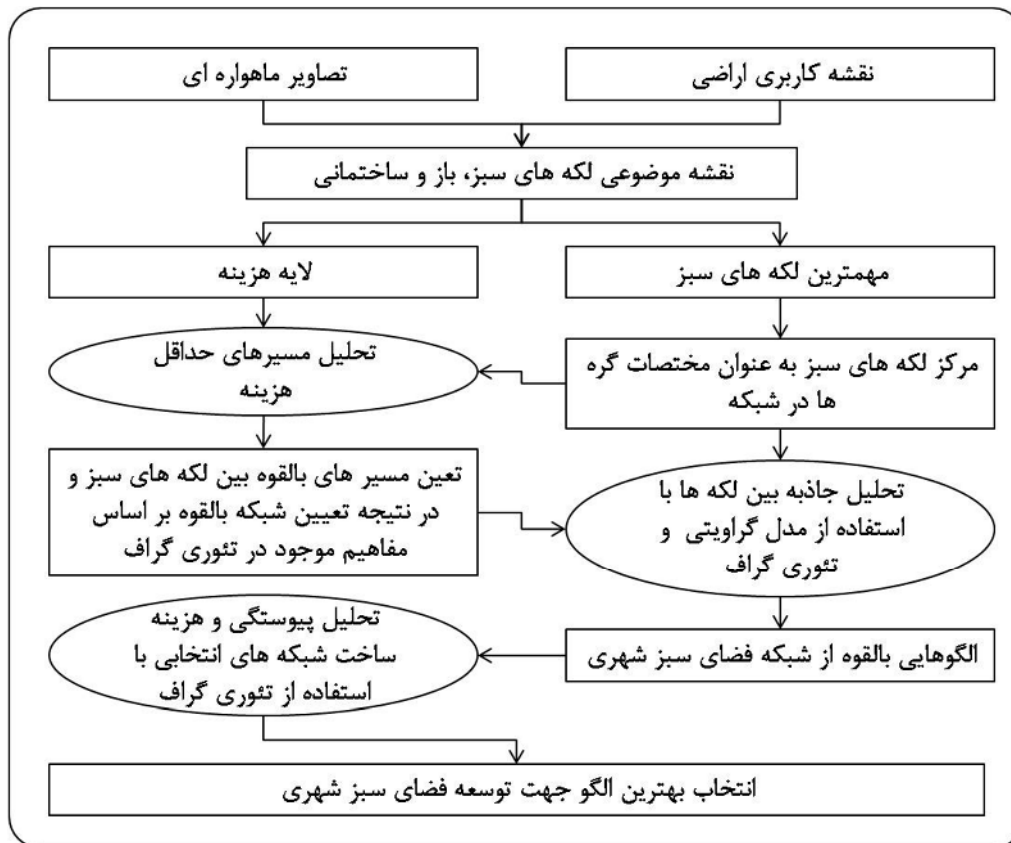 نقشه کاربری اراضی
تصاویر ماهواره ای
نقشه موضوعی لکه های سبز، باز و ساختمانی
مهمترین لکه های سبز
لایه هزینه
مرکز لکه های سبز به عنوان مختصات گره
ها در شبکه
تحلیل مسیرهای حداقل
هزینه
تعین مسیر های بالقوه بین لکه های سبز و
در نتیجه تعیین شبکه بالقوه بر اساس
مفاهیم موجود در تئوری گراف
تحلیل جاذبه بین لکه ها با
استفاده از مدل گراویتی و
تئوری گراف
الگوهایی بالقوه از شبکه فضای سبز شهری
تحلیل پیوستگی و هزینه
ساخت شبکه های انتخابی با
استفاده از تئوری گراف
انتخاب بهترین الگو جهت توسعه فضای سبز شهری